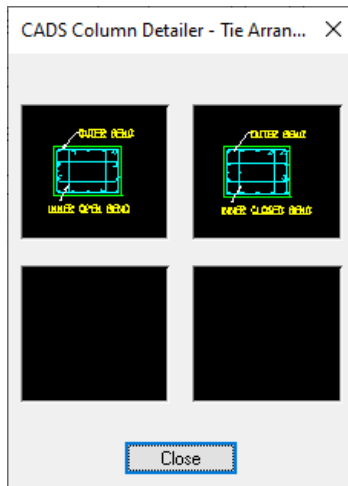 CADS Column Detailer - Tie Arran...
OUTER BEND
INNER OPEN BEND
OUTER BEND
INNER CLOSED BEND
Close